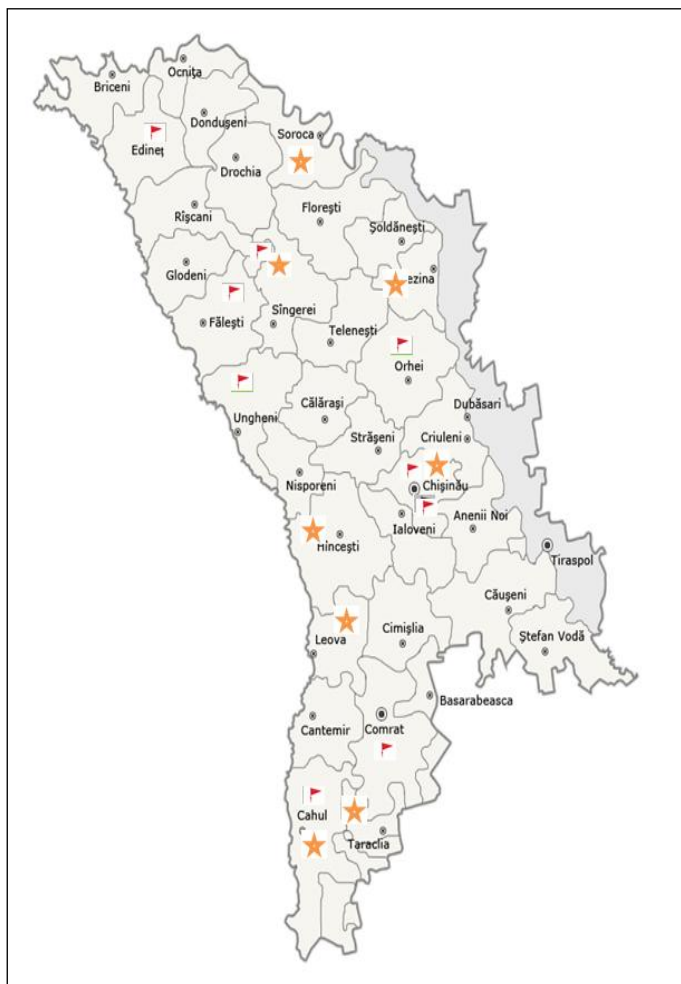 Ocnița
Briceni
Dondușeni
Soroca
Edineț
Drochia
Rîșcani
Florești
Șoldănești
Glodeni
ezina
Sîngerei
Fălești
Telenești
Orhei
Călărași
Dubăsari
Ungheni
Strășeni
Criuleni
Nisporeni
Chișinău
Ialoveni
Anenii Noi
Hîncești
Tiraspol
Căușeni
Cimișlia
Leova
Ștefan Vodă
Basarabeasca
Cantemir
Comrat
Cahul
Taraclia